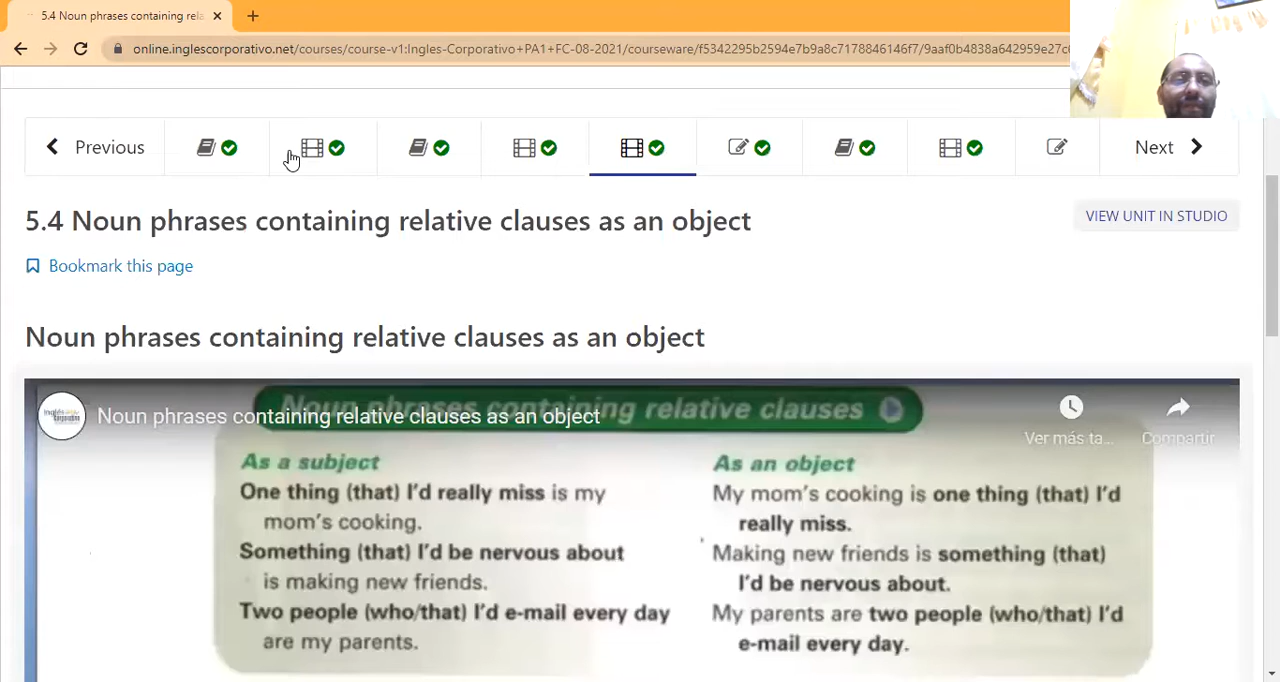 5.4 Noun phrases containing rela
online.inglescorporativo.net/courses/course-v1:Ingles-Corporativo+PA1+FC-08-2021/courseware/f5342295b2594e7b9a8c7178846146f7/9aaf0b4838a642959e27c
Previous
Next
5.4 Noun phrases containing relative clauses as an object
VIEW UNIT IN STUDIO
Bookmark this page
Noun phrases containing relative clauses as an object
Noun phrases containing relative clauses
Noun phrases containing relative clauses as an object
Ver más ta...
Compartir
As a subject
One thing (that) I'd really miss is my
mom's cooking.
Something (that) I'd be nervous about
is making new friends.
Two people (who/that) I'd e-mail every day
are my parents.
As an object
My mom's cooking is one thing (that) I'd
really miss.
Making new friends is something (that)
I'd be nervous about.
My parents are two people (who/that) I'd
e-mail every day.